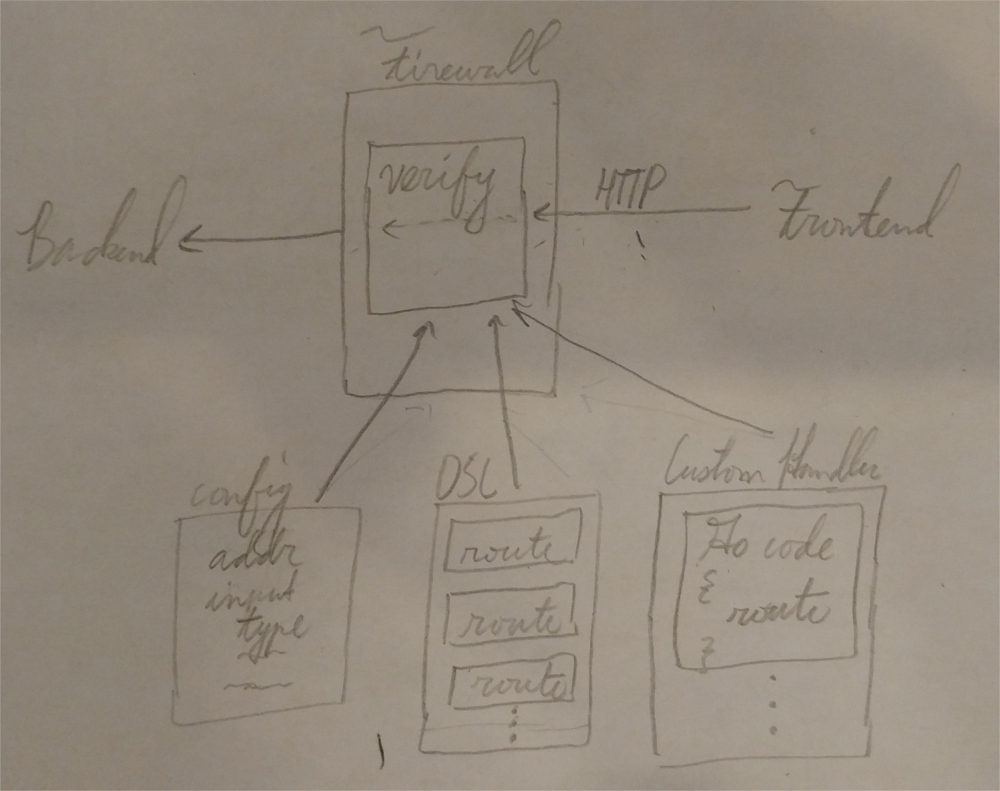 Firewall
verify
HTTP
Frontend
Backend
config
addr
input
type
DSL
route
route
route
Custom Handler
Go code
{
route
}